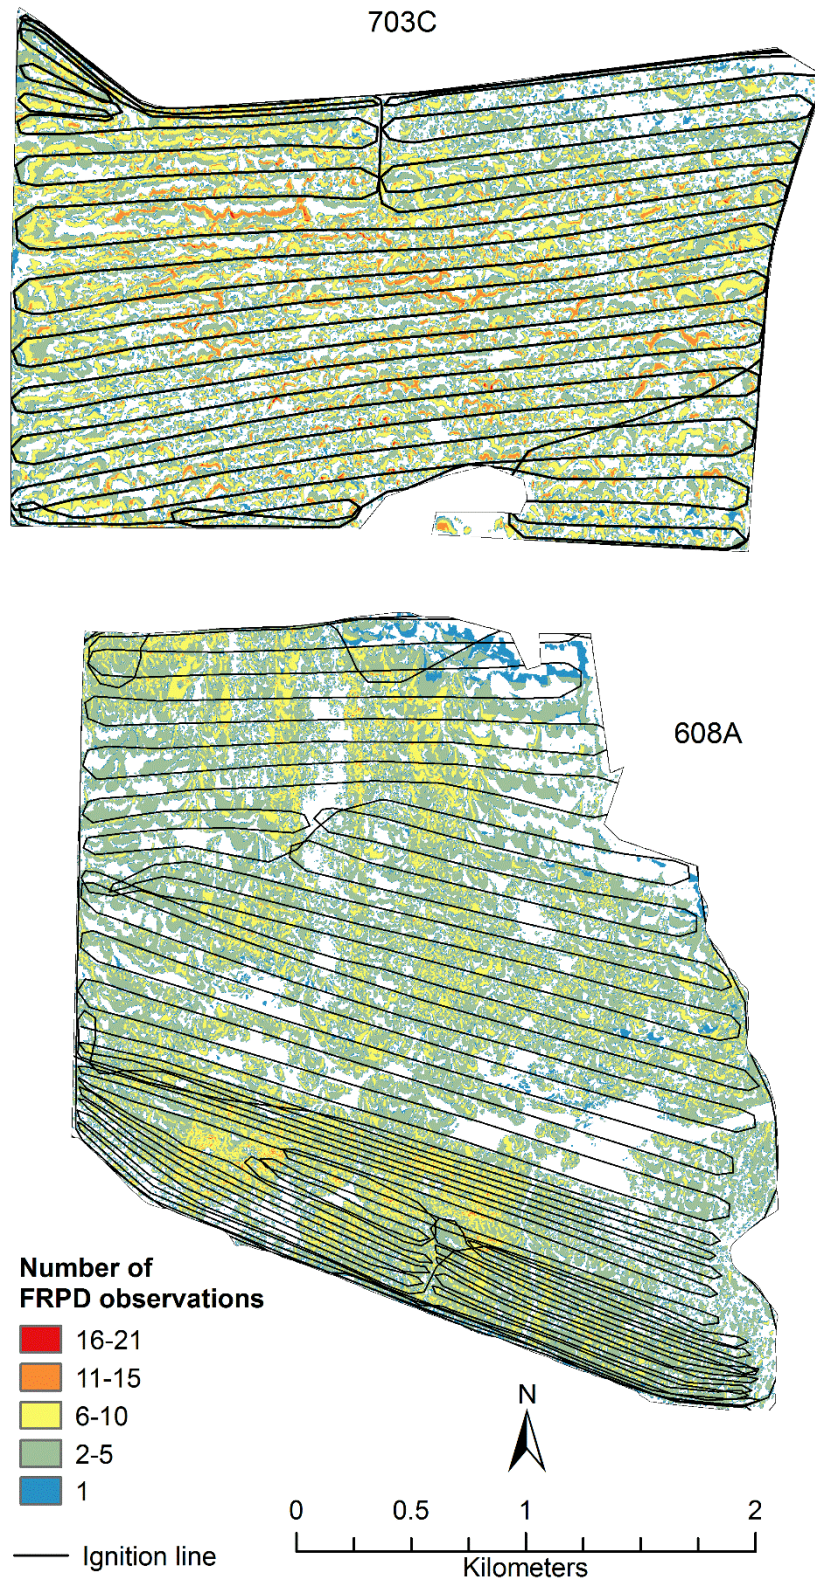 703C
608A
Number of
FRPD observations
16-21
11-15
6-10
2-5
1
Ignition line
N
0 0.5 1 2
Kilometers